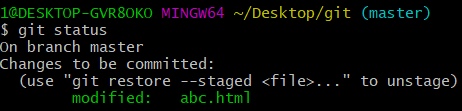 1@DESKTOP-GVR8OKO MINGW64 ~/Desktop/git (master)
$ git status
On branch master
Changes to be committed:
  (use "git restore --staged <file>..." to unstage)
        modified:   abc.html